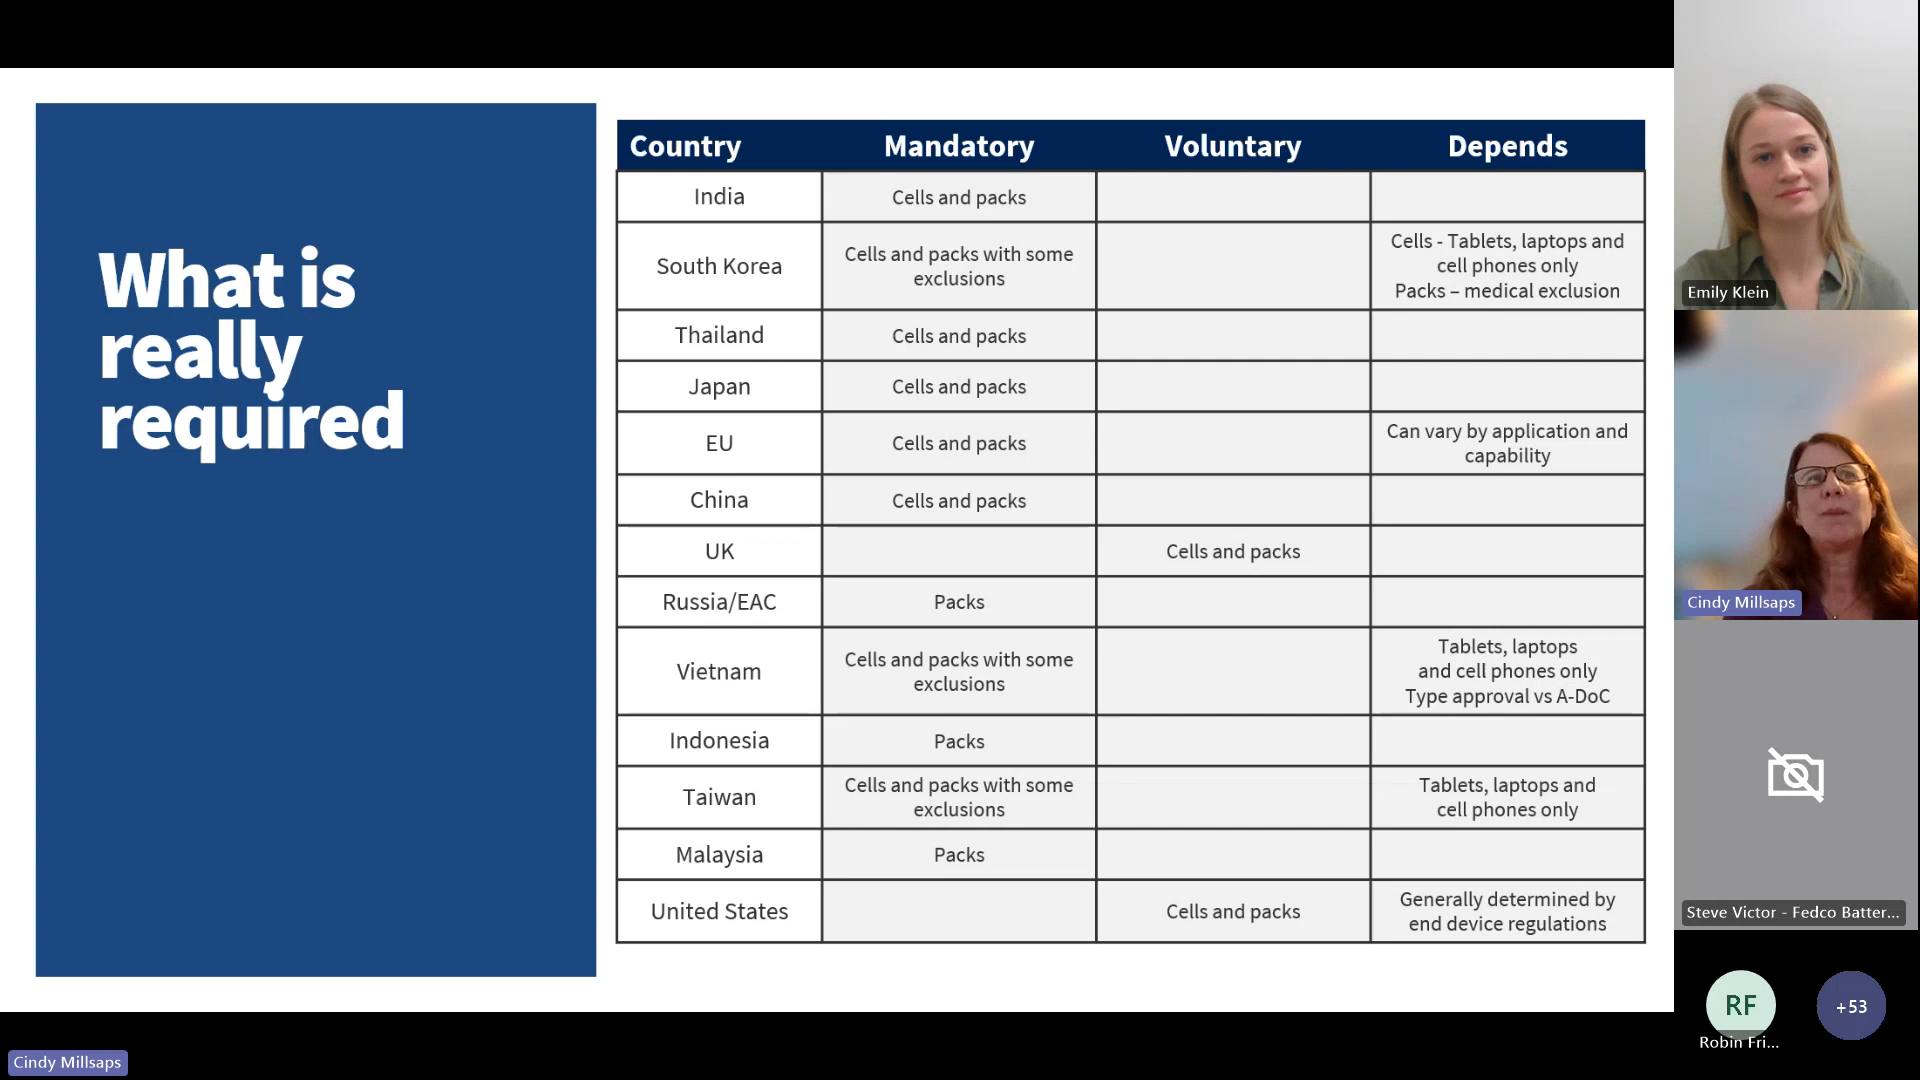 What is
really
required
Country Mandatory Voluntary Depends
India Cells and packs
South Korea Cells and packs with some exclusions Cells - Tablets, laptops and cell phones only Packs – medical exclusion
Thailand Cells and packs
Japan Cells and packs
EU Cells and packs Can vary by application and capability
China Cells and packs
UK Cells and packs
Russia/EAC Packs
Vietnam Cells and packs with some exclusions Tablets, laptops and cell phones only Type approval vs A-DoC
Indonesia Packs
Taiwan Cells and packs with some exclusions Tablets, laptops and cell phones only
Malaysia Packs
United States Cells and packs Generally determined by end device regulations
Emily Klein
Cindy Millsaps
Steve Victor - Fedco Batter...
RF
+53
Robin Fri...
Cindy Millsaps